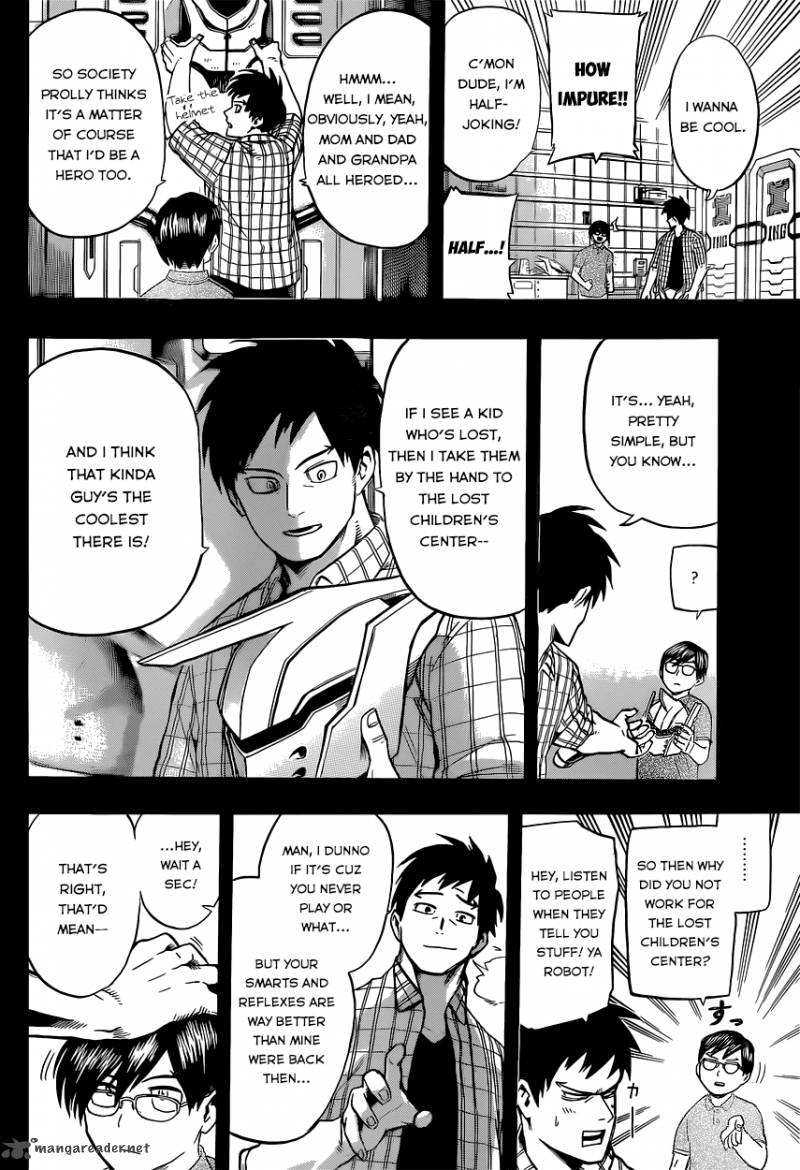 I WANNA
BE COOL.
HOW
IMPURE!!
C'MON
DUDE, I'M
HALF-
JOKING!
HALF...!
ING
ING
HMMM...
WELL, I MEAN,
OBVIOUSLY, YEAH,
MOM AND DAD
AND GRANDPA
ALL HEROED...
Take the
helmet
SO SOCIETY
PROLLY THINKS
IT'S A MATTER
OF COURSE
THAT I'D BE A
HERO TOO.
IT'S... YEAH,
PRETTY
SIMPLE, BUT
YOU KNOW...
?
IF I SEE A KID
WHO'S LOST,
THEN I TAKE THEM
BY THE HAND TO
THE LOST
CHILDREN'S
CENTER--
AND I THINK
THAT KINDA
GUY'S THE
COOLEST
THERE IS!
.........
SO THEN WHY
DID YOU NOT
WORK FOR
THE LOST
CHILDREN'S
CENTER?
すっ
HEY, LISTEN
TO PEOPLE
WHEN THEY
TELL YOU
STUFF! YA
ROBOT!
カ
MAN, I DUNNO
IF IT'S CUZ
YOU NEVER
PLAY OR
WHAT...
BUT YOUR
SMARTS AND
REFLEXES ARE
WAY BETTER
THAN MINE
WERE BACK
THEN...
...HEY,
WAIT A
SEC!
THAT'S
RIGHT,
THAT'D
MEAN--
mangareader.net